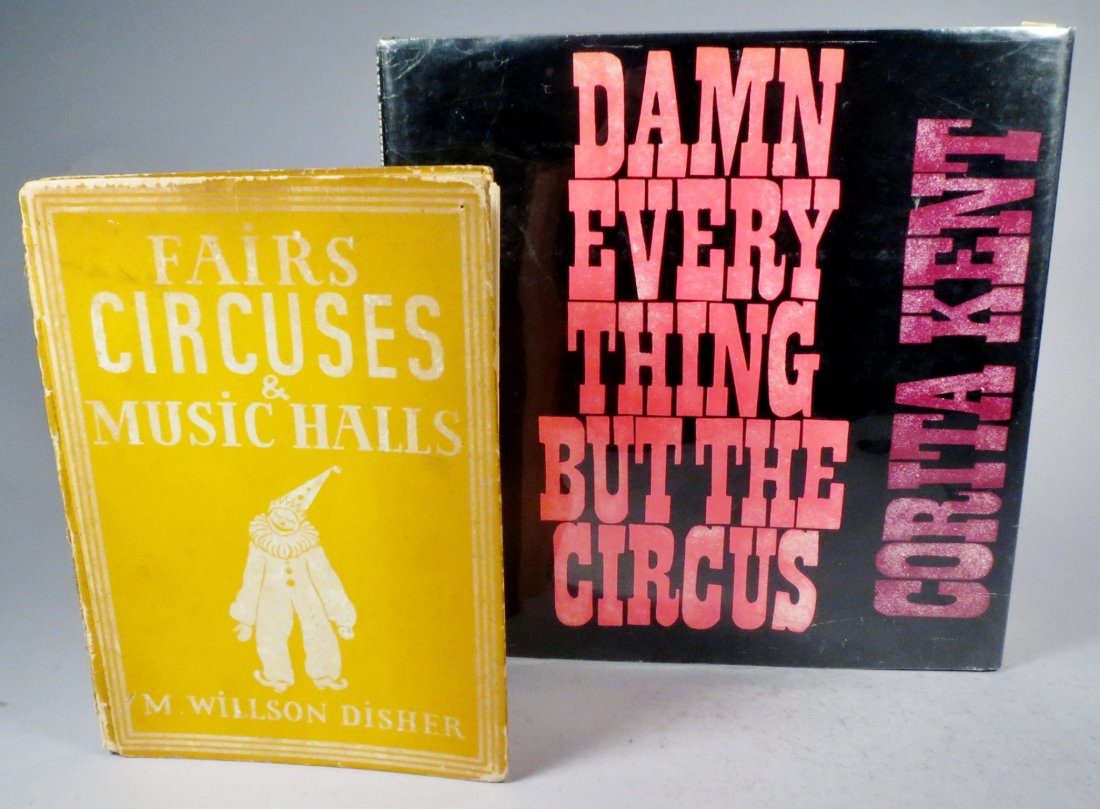 FAiRS
CIRCUSES
&
MUSiC HALLS
M. WiLLSON DiSHER
DAMN
EVERY
THING
BUT THE
CIRCUS
CORITA KENT